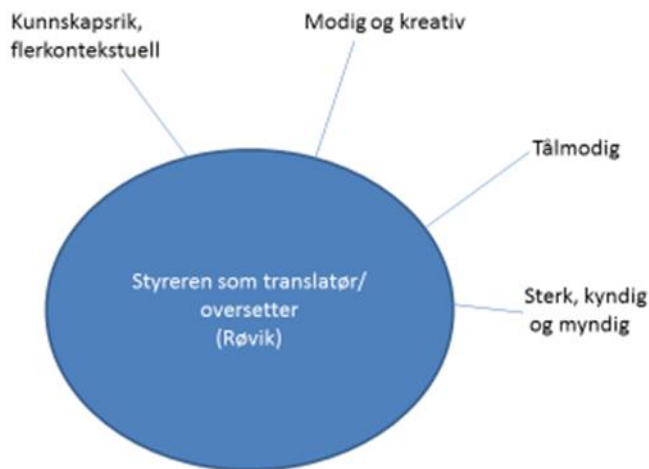 Kunnskapsrik,
flerkontekstuell
Modig og kreativ
Tålmodig
Sterk, kyndig
og myndig
Styreren som translatør/
oversetter
(Røvik)